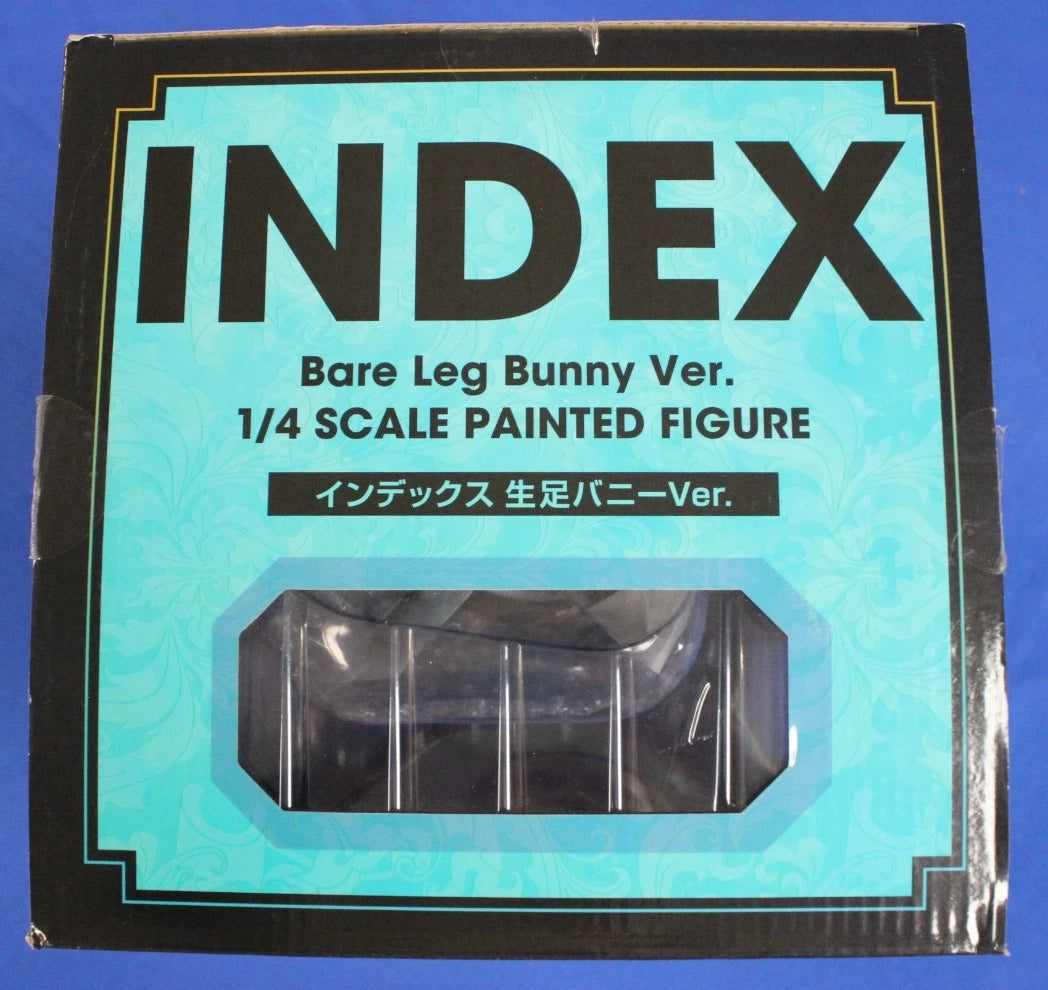 INDEX
Bare Leg Bunny Ver.
1/4 SCALE PAINTED FIGURE
インデックス 生足バニーVer.